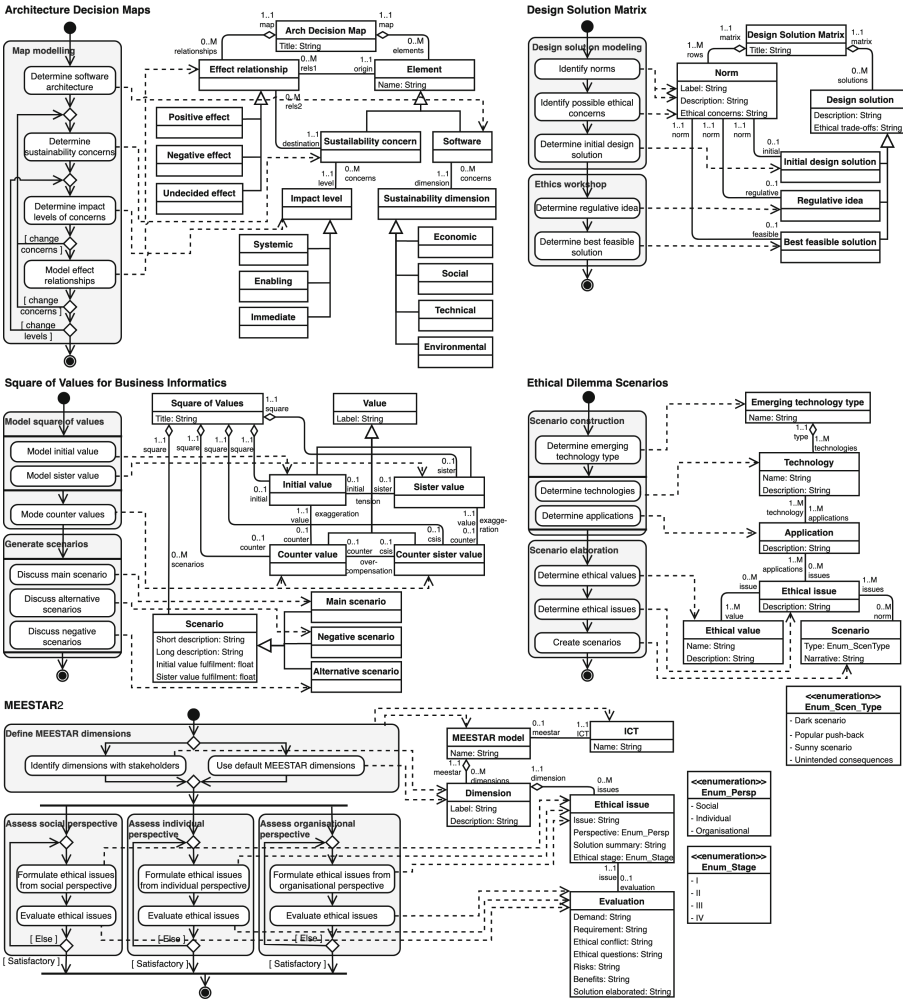 Architecture Decision Maps
Map modelling
Determine software
architecture
Determine
sustainability concerns
Determine impact
levels of concerns
[ change
concerns ]
Model effect
relationships
[ change
concerns ]
[ change
levels ]
1..1
map
Arch Decision Map
Title: String
1..1
map
0..M
relationships
0..M
elements
Effect relationship
0..M
rels1
1..1
origin
Element
Name: String
0..M
rels2
Positive effect
Negative effect
Undecided effect
1..1
destination
Sustailability concern
Software
1..1
level
0..M
concerns
1..1
dimension
0..M
concerns
Impact level
Sustainability dimension
Systemic
Enabling
Immediate
Economic
Social
Technical
Environmental
Design Solution Matrix
Design solution modeling
Identify norms
Identify possible ethical
concerns
Determine initial design
solution
Ethics workshop
Determine regulative idea
Determine best feasible
solution
1..1
matrix
Design Solution Matrix
Title: String
1..1
matrix
1..M
rows
0..M
solutions
Norm
Label: String
Description: String
Ethical concerns: String
Design solution
Description: String
Ethical trade-offs: String
1..1
norm
1..1
norm
1..1
norm
0..1
initial
Initial design solution
0..1
regulative
Regulative idea
0..1
feasible
Best feasible solution
Square of Values for Business Informatics
Model square of values
Model initial value
Model sister value
Mode counter values
Generate scenarios
Discuss main scenario
Discuss alternative
scenarios
Discuss negative
scenarios
Square of Values
Title: String
1..1
square
Value
Label: String
1..1
square
1..1
square
1..1
square
1..1
square
0..1
initial
Initial value
0..1
initial
0..1
sister
tension
0..1
sister
Sister value
1..1
value
exaggeration
0..1
counter
1..1
value
exagge-
ration
0..1
counter
0..1
csis
0..1
counter
Counter value
0..1
counter
0..1
csis
over-
compensation
Counter sister value
0..M
scenarios
Scenario
Short description: String
Long description: String
Initial value fulfilment: float
Sister value fulfilment: float
Main scenario
Negative scenario
Alternative scenario
Ethical Dilemma Scenarios
Scenario construction
Determine emerging
technology type
Determine technologies
Determine applications
Scenario elaboration
Determine ethical values
Determine ethical issues
Create scenarios
Emerging technology type
Name: String
1..1
type
1..M
technologies
Technology
Name: String
Description: String
1..M
technology
1..M
applications
Application
Description: String
1..M
applications
0..M
issues
0..M
issue
Ethical issue
Description: String
1..M
issues
1..M
value
0..M
norm
Ethical value
Name: String
Description: String
Scenario
Type: Enum_ScenType
Narrative: String
<<enumeration>>
Enum_Scen_Type
- Dark scenario
- Popular push-back
- Sunny scenario
- Unintended consequences
MEESTAR2
Define MEESTAR dimensions
Identify dimensions with stakeholders
Use default MEESTAR dimensions
Assess social perspective
Formulate ethical issues
from social perspective
Evaluate ethical issues
[ Else ]
[ Satisfactory ]
Assess individual
perspective
Formulate ethical issues
from individual perspective
Evaluate ethical issues
[ Else ]
[ Satisfactory ]
Assess organisational
perspective
Formulate ethical issues from
organisational perspective
Evaluate ethical issues
[ Else ]
[ Satisfactory ]
MEESTAR model
Name: String
0..1
meestar
1..1
ICT
ICT
Name: String
1..1
meestar
0..M
dimensions
Dimension
Label: String
Description: String
0..1
dimension
0..M
issues
Ethical issue
Issue: String
Perspective: Enum_Persp
Solution summary: String
Ethical stage: Enum_Stage
1..1
issue
0..1
evaluation
Evaluation
Demand: String
Requirement: String
Ethical conflict: String
Ethical questions: String
Risks: String
Benefits: String
Solution elaborated: String
<<enumeration>>
Enum_Persp
- Social
- Individual
- Organisational
<<enumeration>>
Enum_Stage
- I
- II
- III
- IV